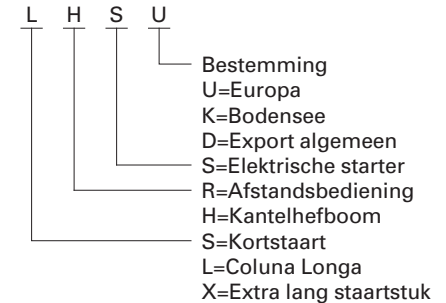 L H S U
Bestemming
U=Europa
K=Bodensee
D=Export algemeen
S=Elektrische starter
R=Afstandsbediening
H=Kantelhefboom
S=Kortstaart
L=Coluna Longa
X=Extra lang staartstuk